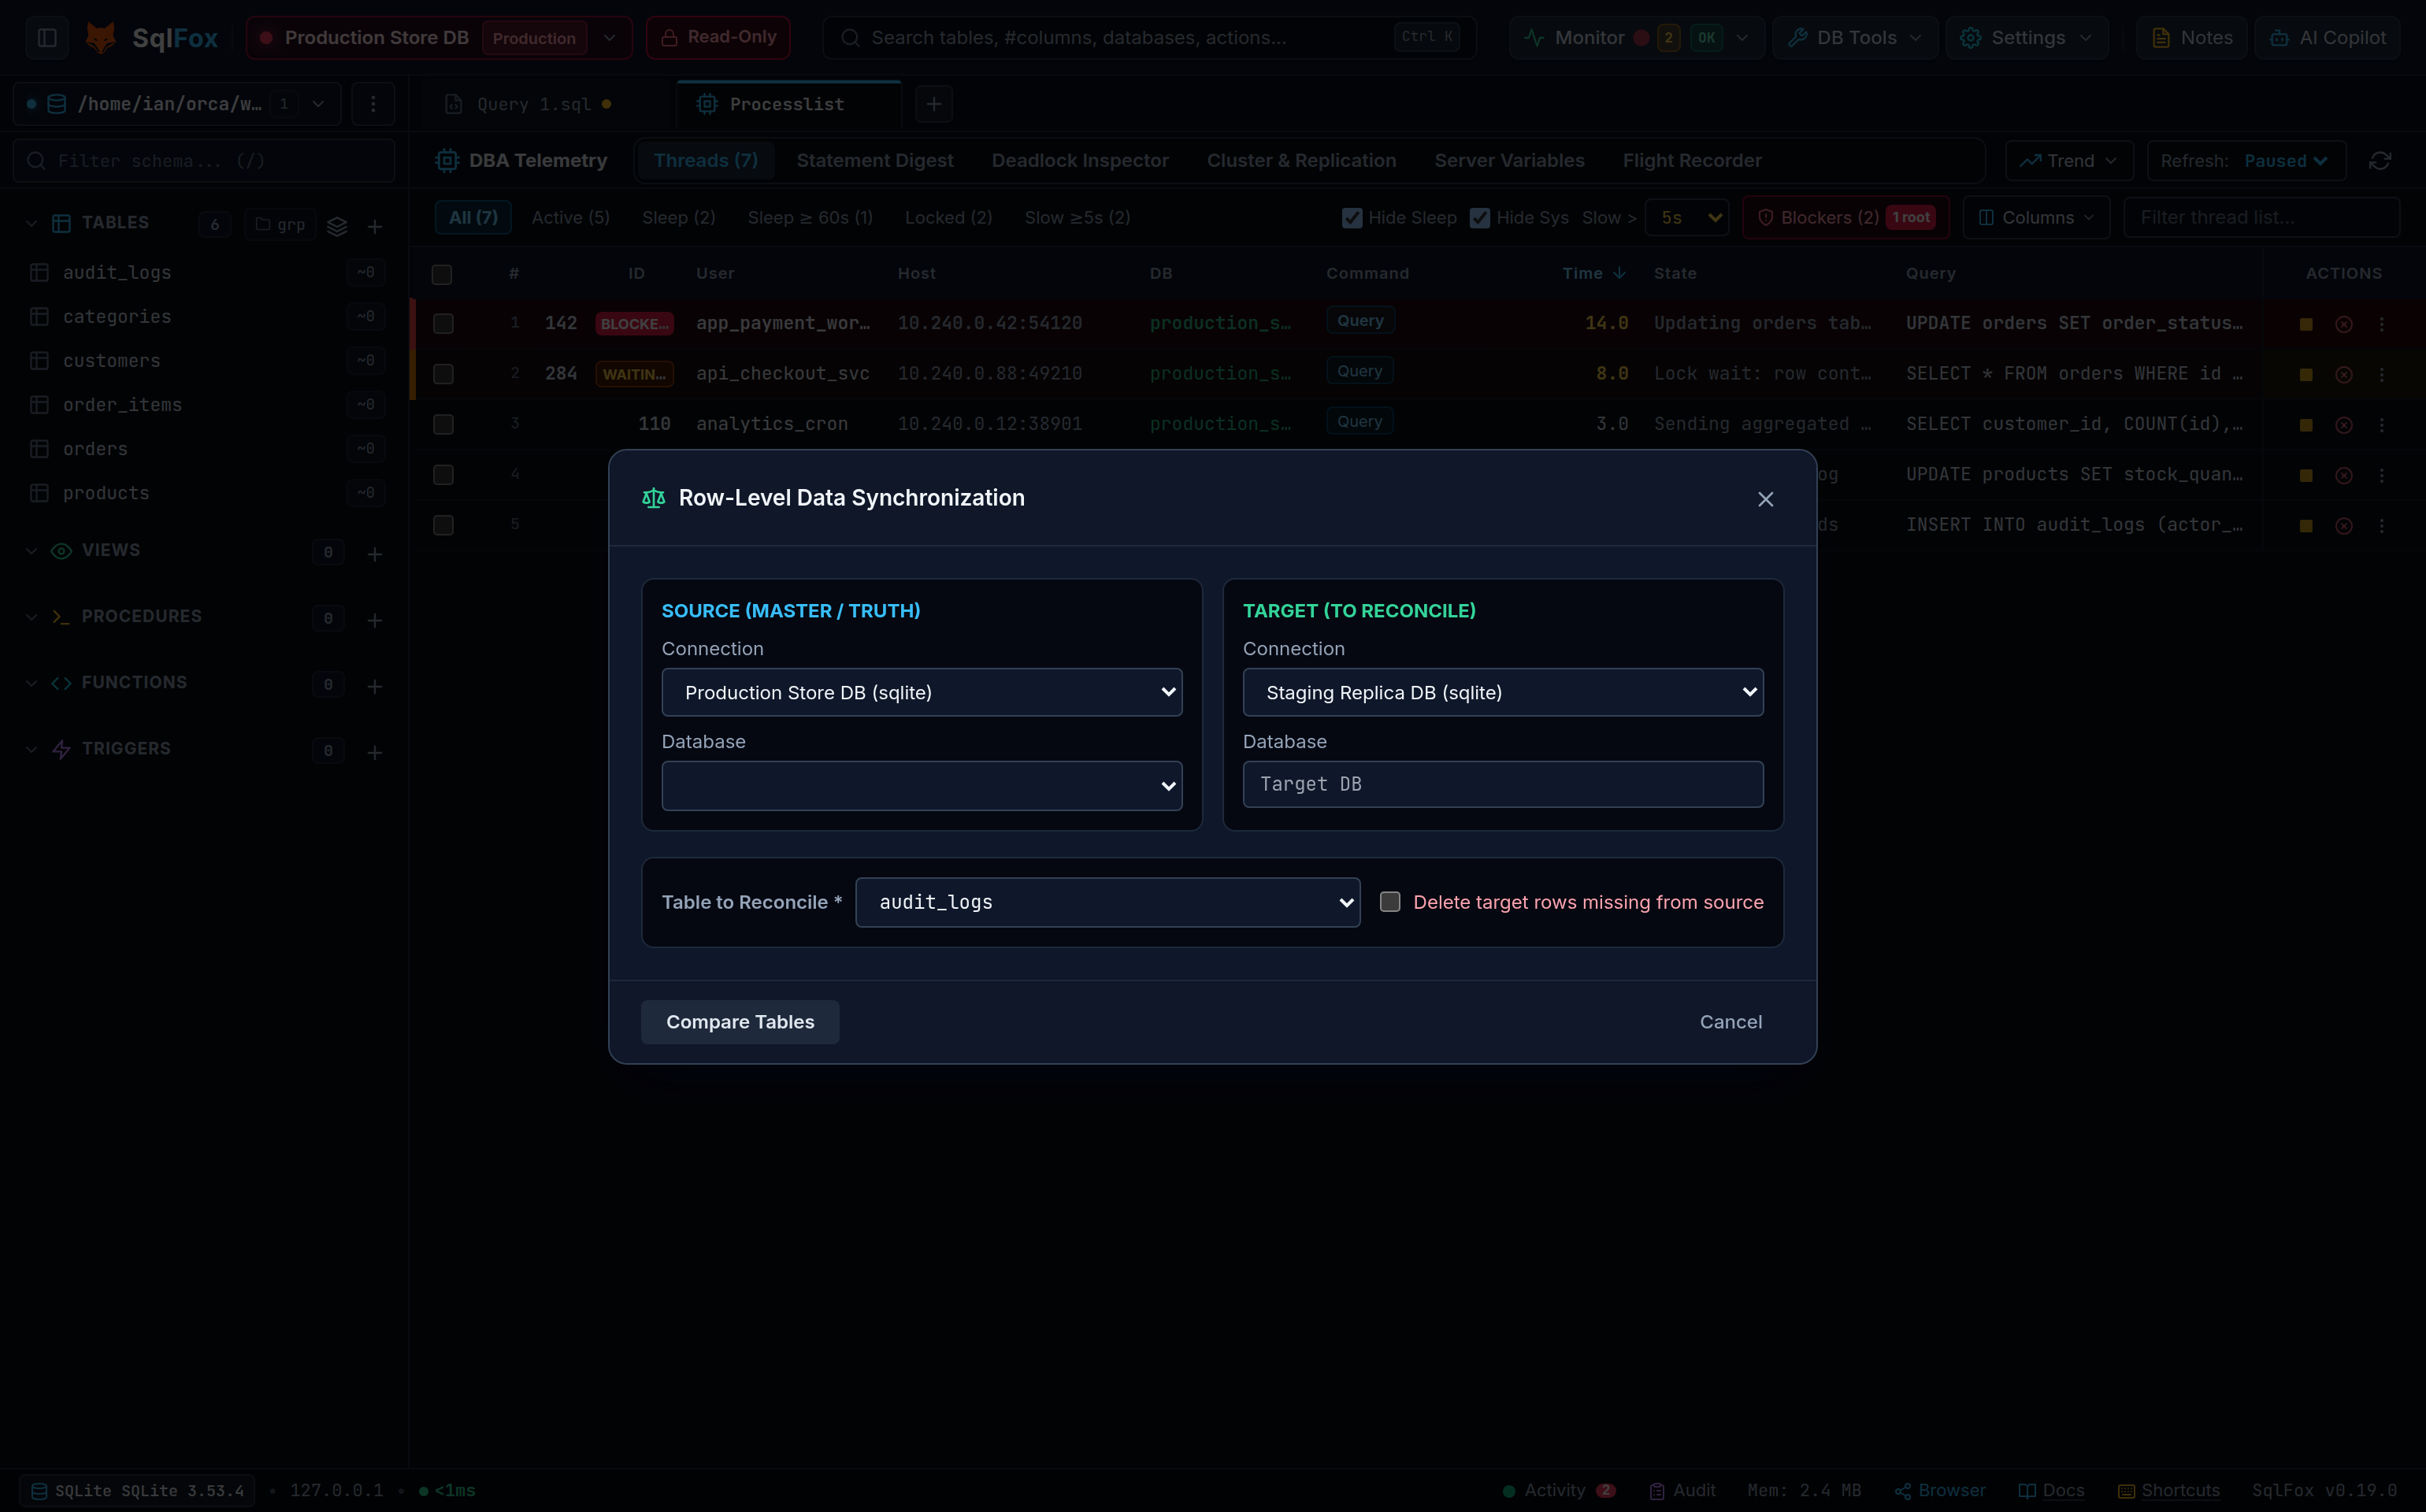 SqlFox Production Store DB Production Read-Only Search tables, #columns, databases, actions... Ctrl K Monitor 2 OK DB Tools Settings Notes AI Copilot
/home/ian/orca/w… 1 Query 1.sql Processlist
Filter schema... (/) DBA Telemetry Threads (7) Statement Digest Deadlock Inspector Cluster & Replication Server Variables Flight Recorder Trend Refresh: Paused
TABLES 6 grp All (7) Active (5) Sleep (2) Sleep ≥ 60s (1) Locked (2) Slow ≥5s (2) Hide Sleep Hide Sys Slow > 5s Blockers (2) 1 root Columns Filter thread list...
audit_logs ~0 # ID User Host DB Command Time State Query ACTIONS
categories ~0 1 142 BLOCKE… app_payment_wor… 10.240.0.42:54120 production_s… Query 14.0 Updating orders tab… UPDATE orders SET order_status…
customers ~0 2 284 WAITIN… api_checkout_svc 10.240.0.88:49210 production_s… Query 8.0 Lock wait: row cont… SELECT * FROM orders WHERE id …
order_items ~0 3 110 analytics_cron 10.240.0.12:38901 production_s… Query 3.0 Sending aggregated … SELECT customer_id, COUNT(id),…
orders ~0 4 og UPDATE products SET stock_quan…
products ~0 5 ds INSERT INTO audit_logs (actor_…
VIEWS 0
PROCEDURES 0
FUNCTIONS 0
TRIGGERS 0
Row-Level Data Synchronization
SOURCE (MASTER / TRUTH)
Connection
Production Store DB (sqlite)
Database
TARGET (TO RECONCILE)
Connection
Staging Replica DB (sqlite)
Database
Target DB
Table to Reconcile * audit_logs Delete target rows missing from source
Compare Tables Cancel
SQLite SQLite 3.53.4 • 127.0.0.1 • <1ms Activity 2 Audit Mem: 2.4 MB Browser Docs Shortcuts SqlFox v0.19.0